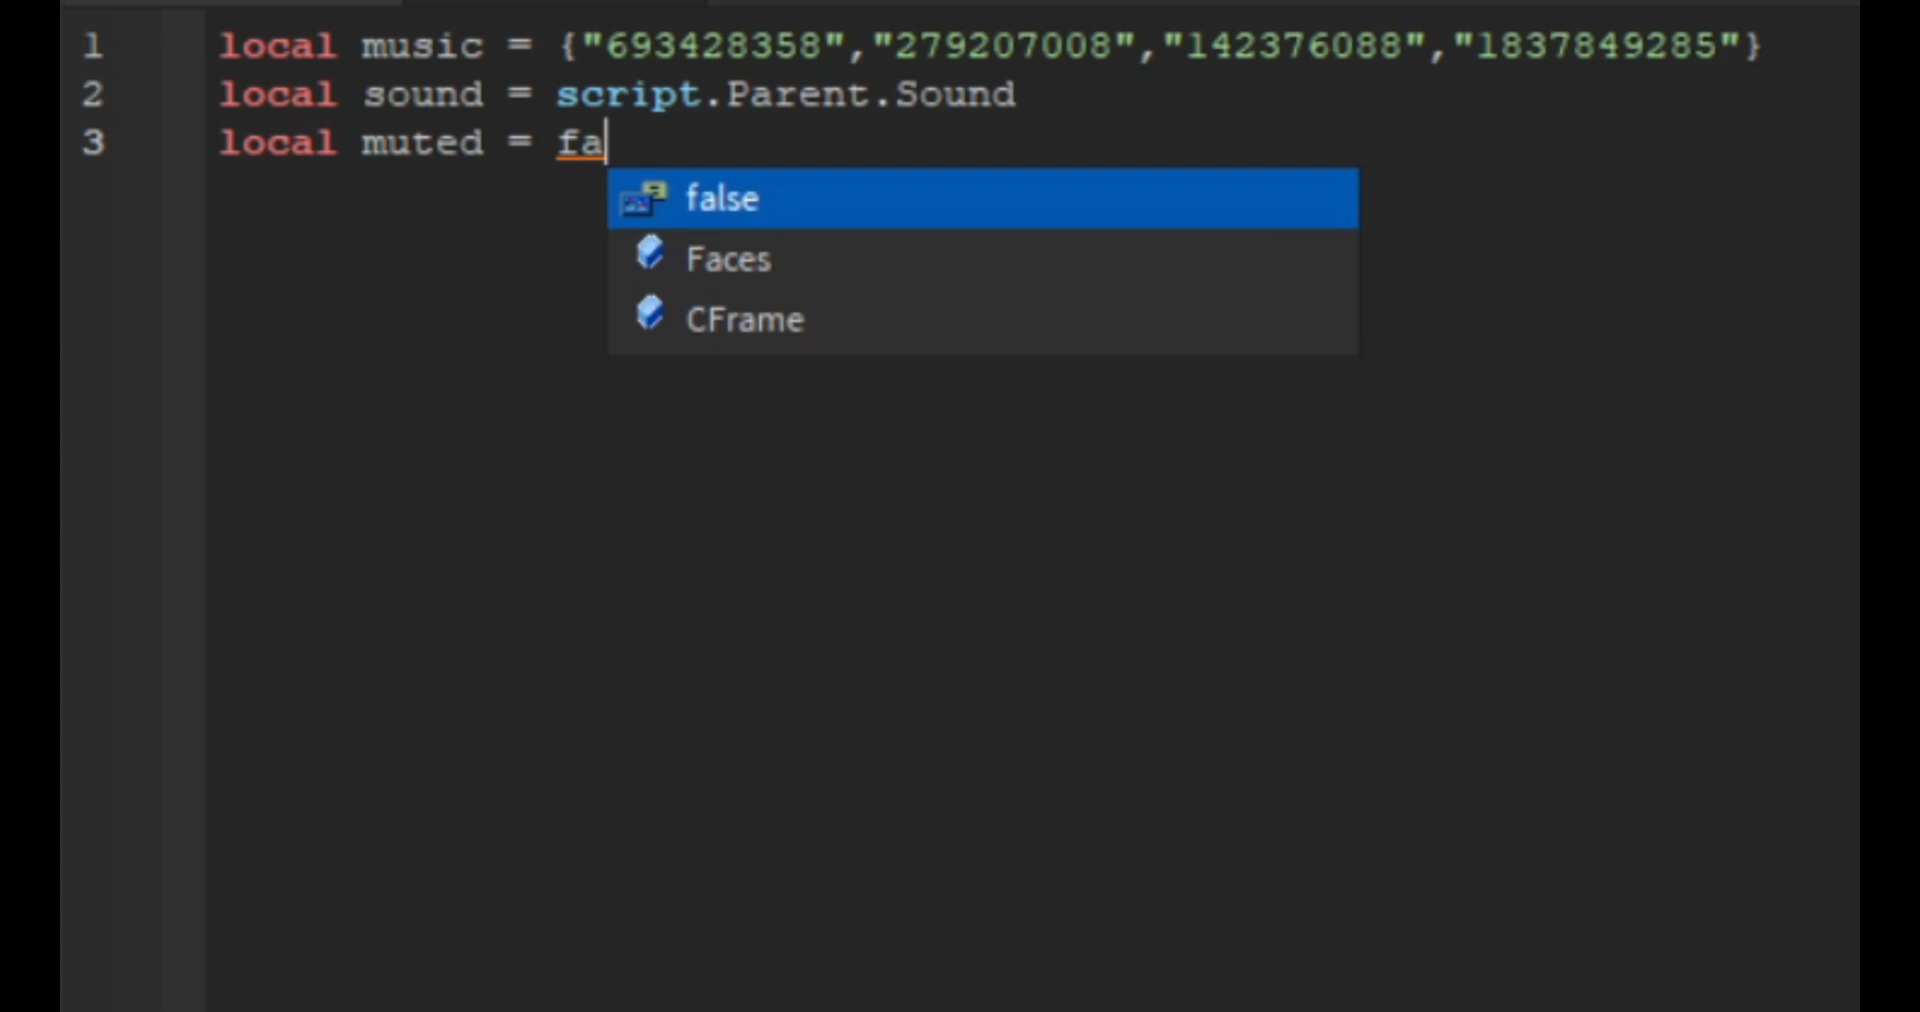 1 local music = {"693428358","279207008","142376088","1837849285"}
2 local sound = script.Parent.Sound
3 local muted = fa
false
Faces
CFrame